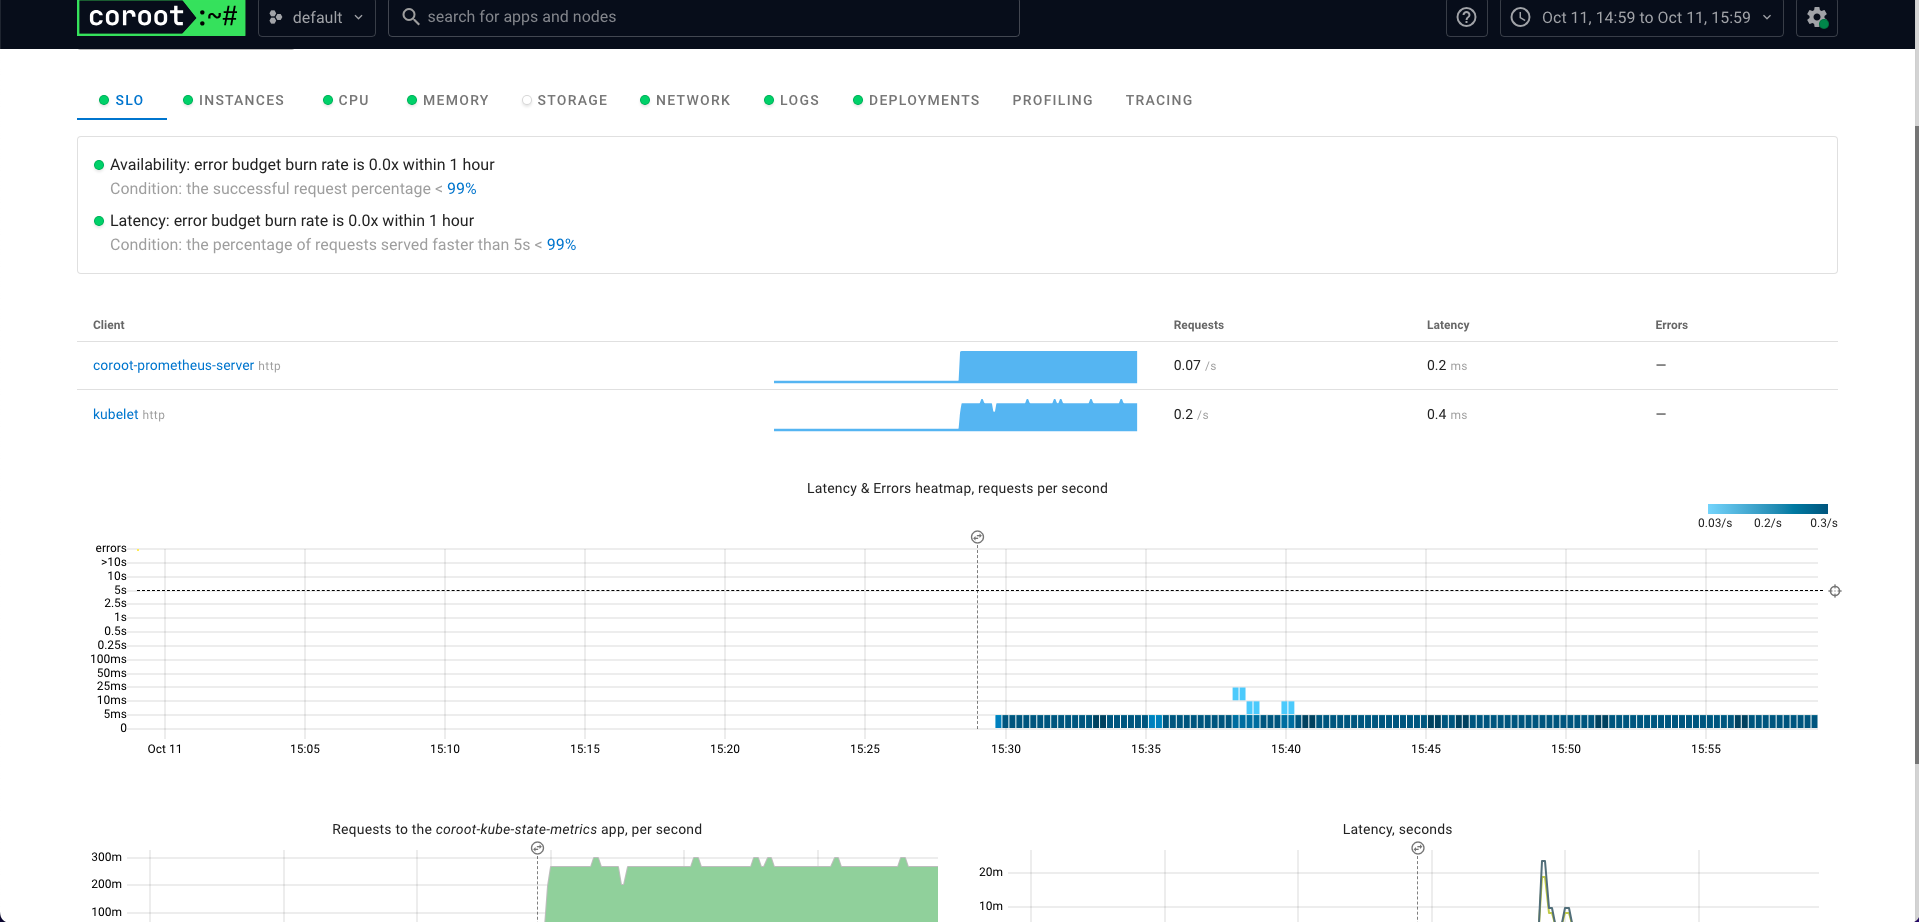 coroot:~#
default
search for apps and nodes
Oct 11, 14:59 to Oct 11, 15:59
SLO INSTANCES CPU MEMORY STORAGE NETWORK LOGS DEPLOYMENTS PROFILING TRACING
Availability: error budget burn rate is 0.0x within 1 hour
Condition: the successful request percentage < 99%
Latency: error budget burn rate is 0.0x within 1 hour
Condition: the percentage of requests served faster than 5s < 99%
Client Requests Latency Errors
coroot-prometheus-server http 0.07 /s 0.2 ms —
kubelet http 0.2 /s 0.4 ms —
Latency & Errors heatmap, requests per second
0.03/s 0.2/s 0.3/s
errors
>10s
10s
5s
2.5s
1s
0.5s
0.25s
100ms
50ms
25ms
10ms
5ms
0
Oct 11 15:05 15:10 15:15 15:20 15:25 15:30 15:35 15:40 15:45 15:50 15:55
Requests to the coroot-kube-state-metrics app, per second
300m
200m
100m
Latency, seconds
20m
10m